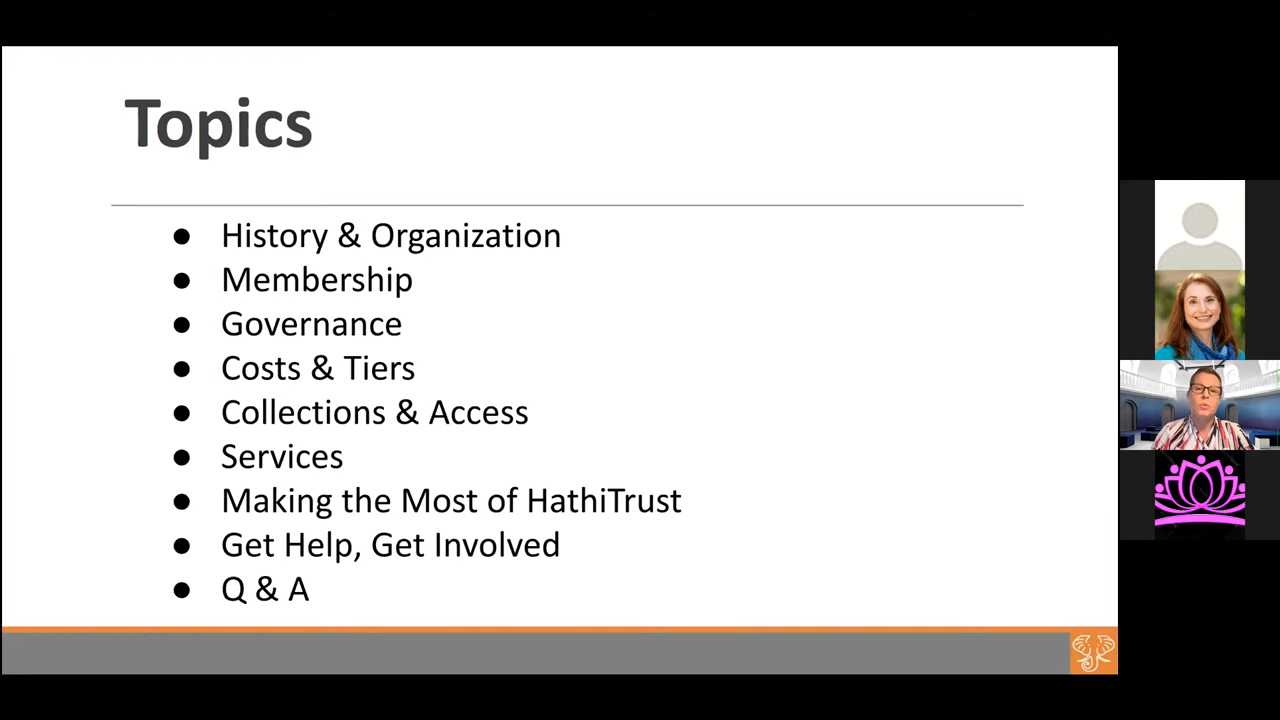 Topics
● History & Organization
● Membership
● Governance
● Costs & Tiers
● Collections & Access
● Services
● Making the Most of HathiTrust
● Get Help, Get Involved
● Q & A